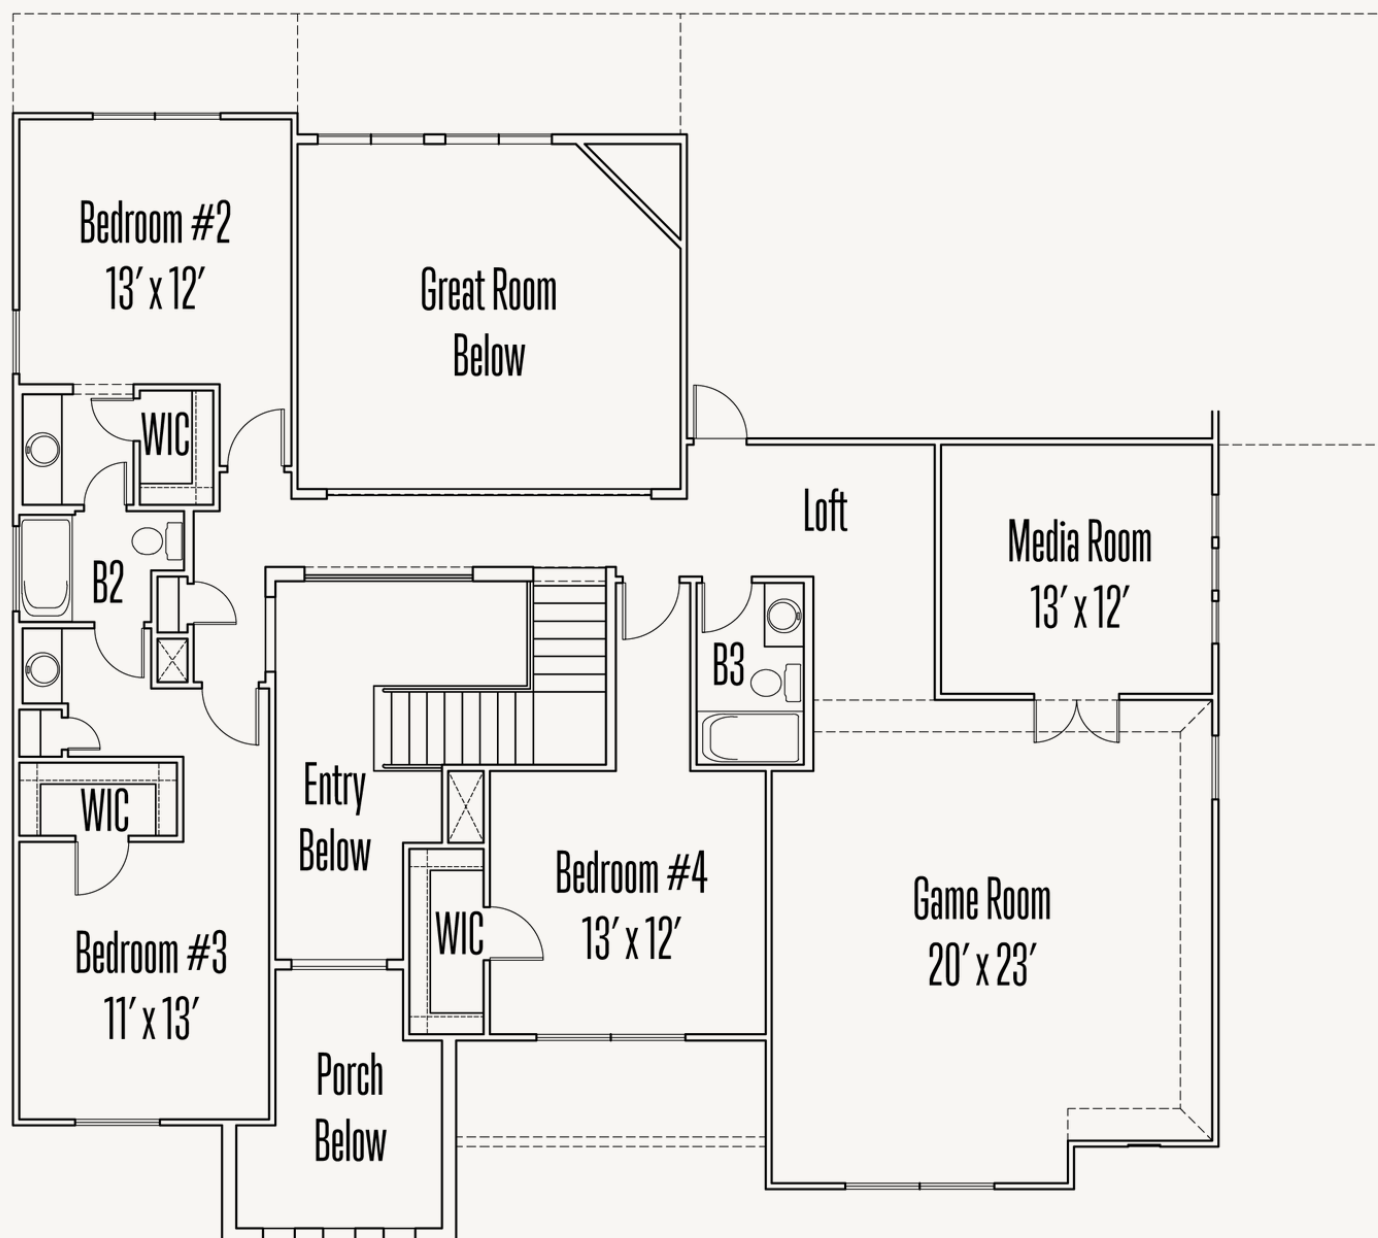 Bedroom #2
13′ x 12′
Great Room
Below
WIC
Loft
Media Room
13′ x 12′
B2
B3
Entry
Below
WIC
Bedroom #4
13′ x 12′
Game Room
20′ x 23′
WIC
Bedroom #3
11′ x 13′
Porch
Below